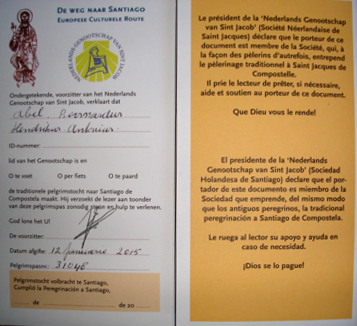 DE WEG NAAR SANTIAGO
EUROPESE CULTURELE ROUTE
NEDERLANDS GENOOTSCHAP VAN SINT JACOB
Ondergetekende, voorzitter van het Nederlands
Genootschap van Sint Jacob, verklaart dat
Abel Bernardus
Hendrikus Antonius
ID-nummer:
lid van het Genootschap is en
O te voet O per fiets O te paard
de traditionele pelgrimstocht naar Santiago de
Compostela maakt. Hij verzoekt de lezer aan toonder
van deze pelgrimspas zonodig steun en hulp te verlenen.
God lone het U!
De voorzitter:
Datum afgifte: 12 januarie 2015
Pelgrimspasnr: 31048
Pelgrimstocht volbracht te Santiago,
Cumplió la Peregrinación a Santiago,
de de 20
Le président de la 'Nederlands Genootschap
van Sint Jacob' (Société Néerlandaise de
Saint Jacques) déclare que le porteur de ce
document est membre de la Société, qui, à
la façon des pélerins d'autrefois, entreprend
le pélerinage traditionnel à Saint Jacques de
Compostelle.
Il prie le lecteur de prêter, si nécessaire,
aide et soutien au porteur de ce document.
Que Dieu vous le rende!
El presidente de la 'Nederlands
Genootschap van Sint Jacob' (Sociedad
Holandesa de Santiago) declare que el por-
tador de este documento es miembro de la
Sociedad que emprende, del mismo modo
que los antiguos peregrinos, la tradicional
peregrinación a Santiago de Compostela.
Le ruega al lector su apoyo y ayuda en
caso de necesidad.
¡Dios se lo pague!